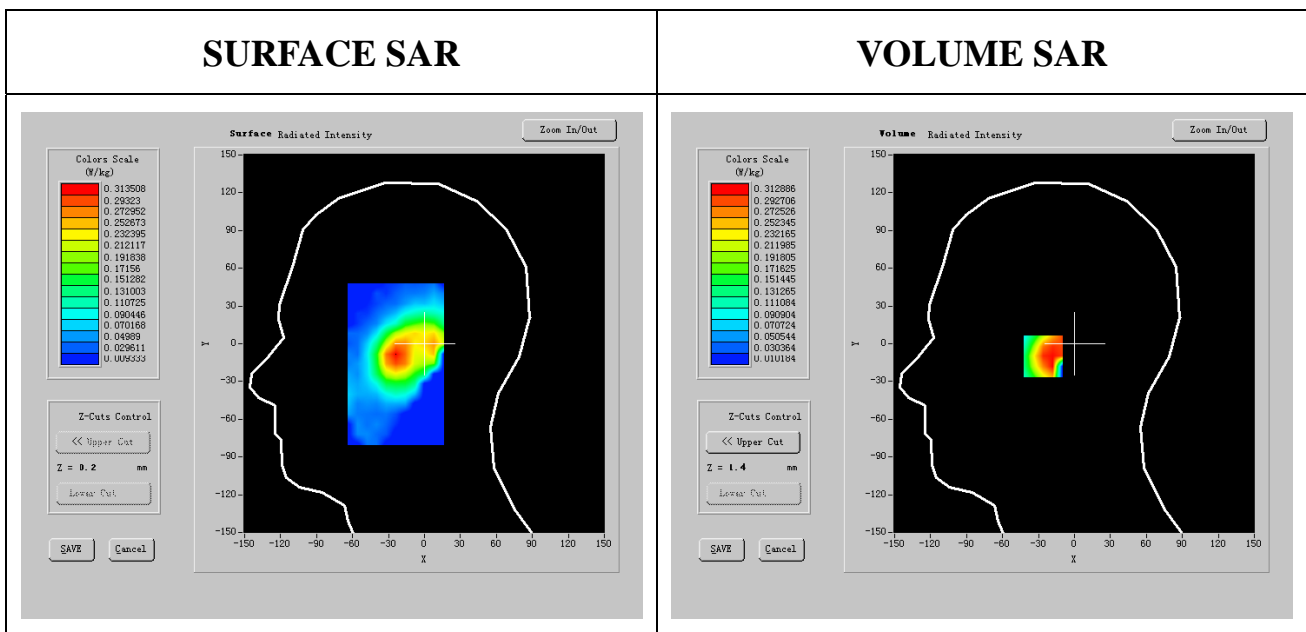 SURFACE SAR
VOLUME SAR
Surface Radiated Intensity
Zoom In/Out
Colors Scale
(W/kg)
0.313508
0.29323
0.272952
0.252673
0.232395
0.212117
0.191838
0.17156
0.151282
0.131003
0.110725
0.090446
0.070168
0.04989
0.029611
0.009333
Z-Cuts Control
<< Upper Cut
Z = 0.2 mm
Lower Cut
SAVE
Cancel
150
120
90
60
30
0
-30
-60
-90
-120
-150
Y
-150 -120 -90 -60 -30 0 30 60 90 120 150
X
Volume Radiated Intensity
Zoom In/Out
Colors Scale
(W/kg)
0.312886
0.292706
0.272526
0.252345
0.232165
0.211985
0.191805
0.171625
0.151445
0.131265
0.111084
0.090904
0.070724
0.050544
0.030364
0.010184
Z-Cuts Control
<< Upper Cut
Z = 1.4 mm
Lower Cut
SAVE
Cancel
150
120
90
60
30
0
-30
-60
-90
-120
-150
Y
-150 -120 -90 -60 -30 0 30 60 90 120 150
X